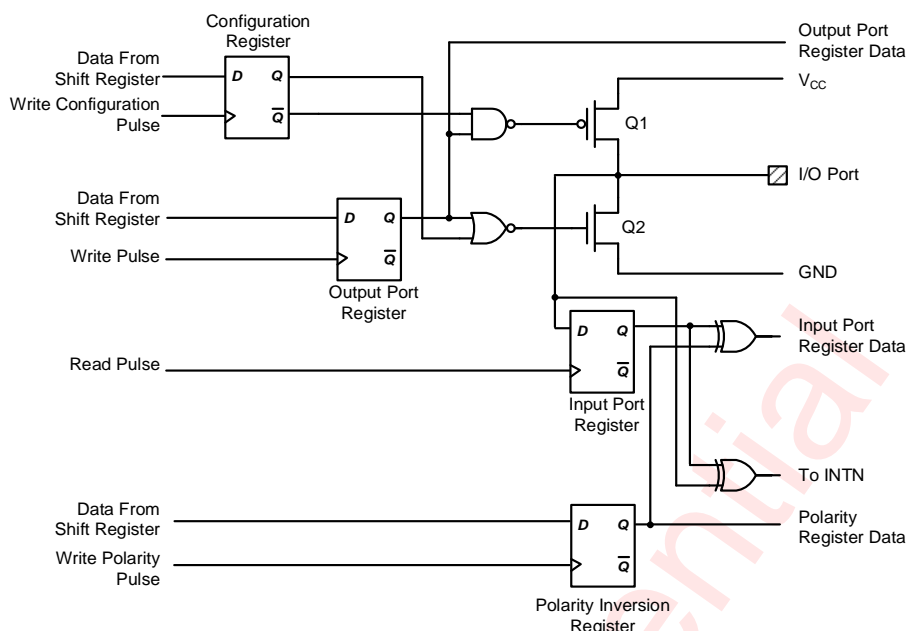 Configuration
Register
Output Port
Register Data
Data From
Shift Register
D Q
VCC
Write Configuration
Pulse
Q
Q1
I/O Port
Data From
Shift Register
D Q
Q2
Write Pulse
Q
GND
Output Port
Register
D Q
Input Port
Register Data
Read Pulse
Q
Input Port
Register
To INTN
Data From
Shift Register
D Q
Polarity
Register Data
Write Polarity
Pulse
Q
Polarity Inversion
Register
ential